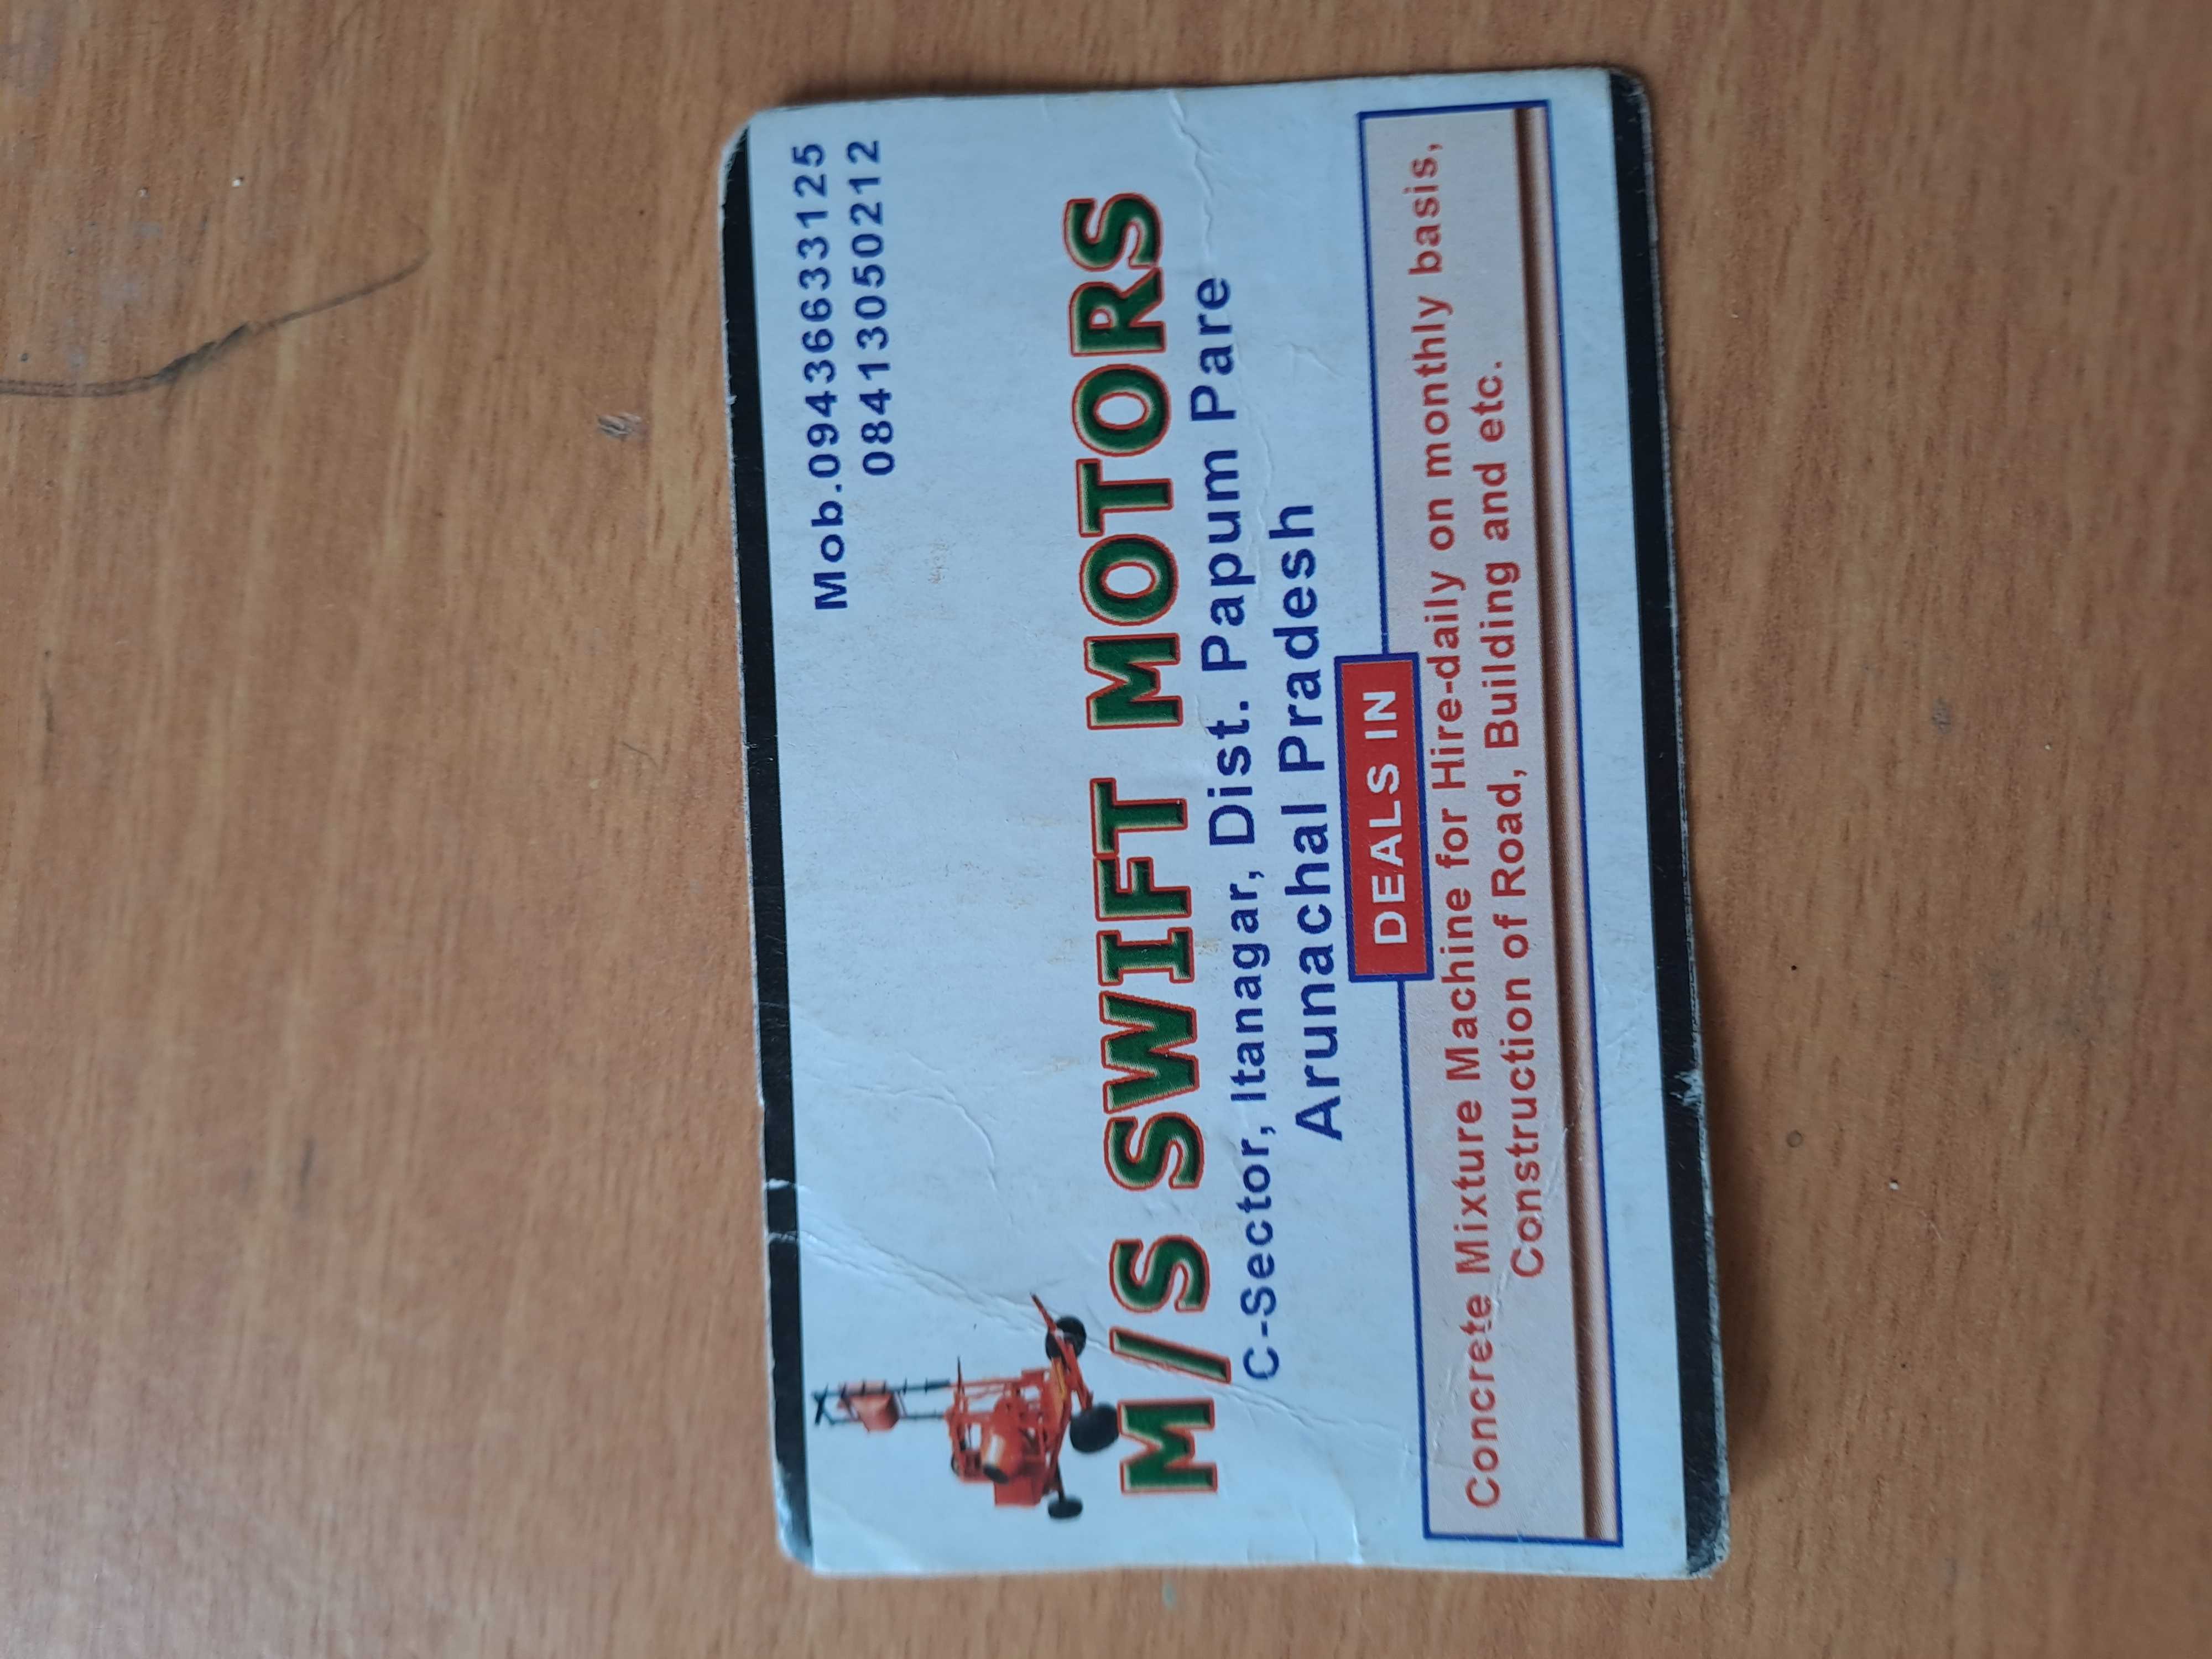 Mob.09436633125
08413050212
M/S SWIFT MOTORS
C-Sector, Itanagar, Dist. Papum Pare
Arunachal Pradesh
DEALS IN
Concrete Mixture Machine for Hire-daily on monthly basis,
Construction of Road, Building and etc.